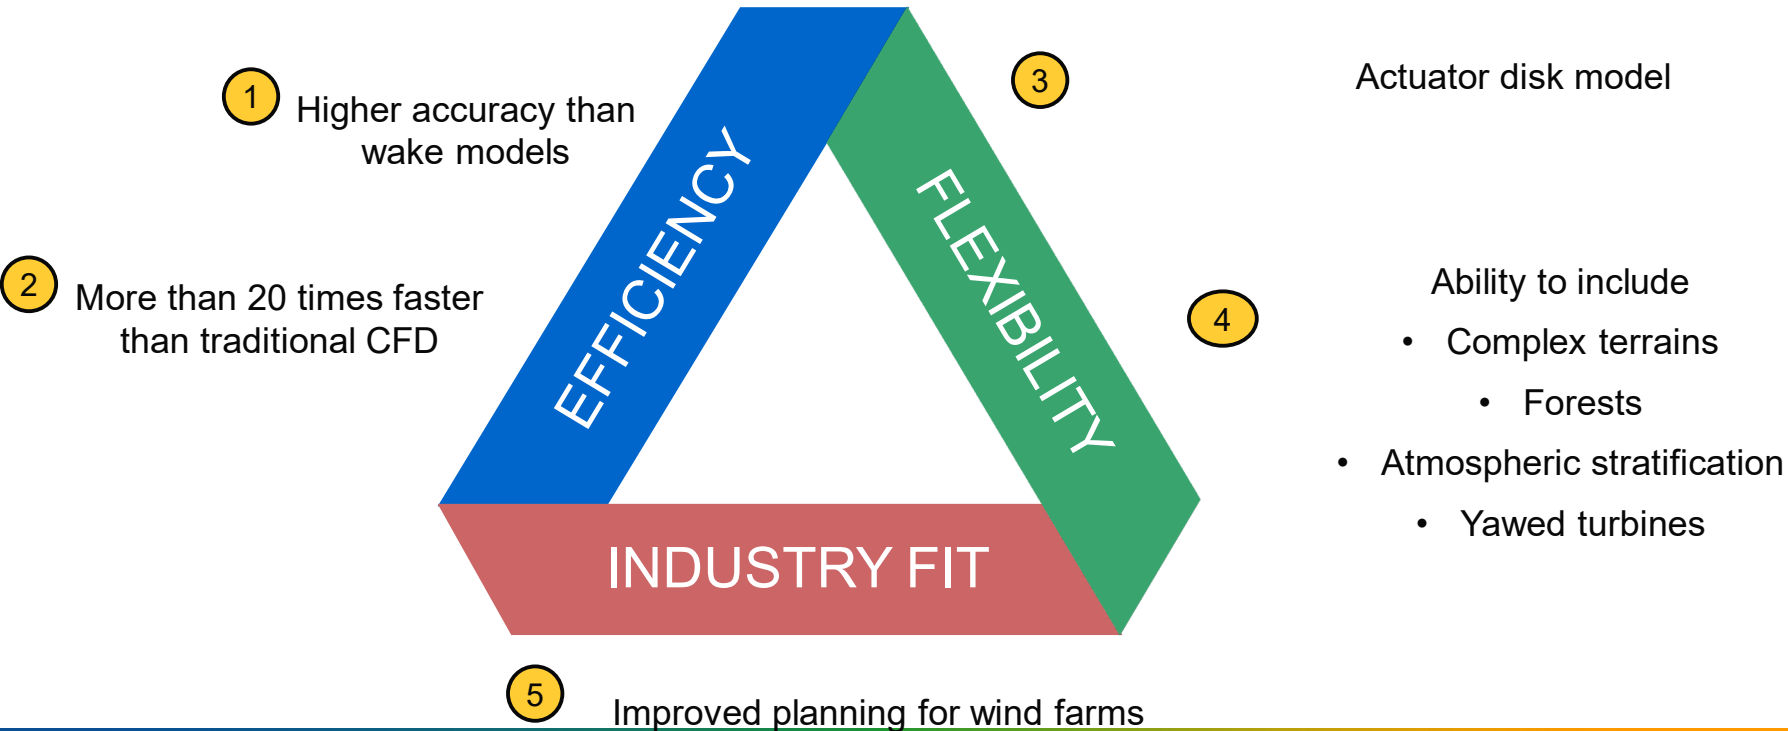 1
Higher accuracy than
wake models
2
More than 20 times faster
than traditional CFD
EFFICIENCY
FLEXIBILITY
INDUSTRY FIT
3
Actuator disk model
4
Ability to include
• Complex terrains
• Forests
• Atmospheric stratification
• Yawed turbines
5
Improved planning for wind farms